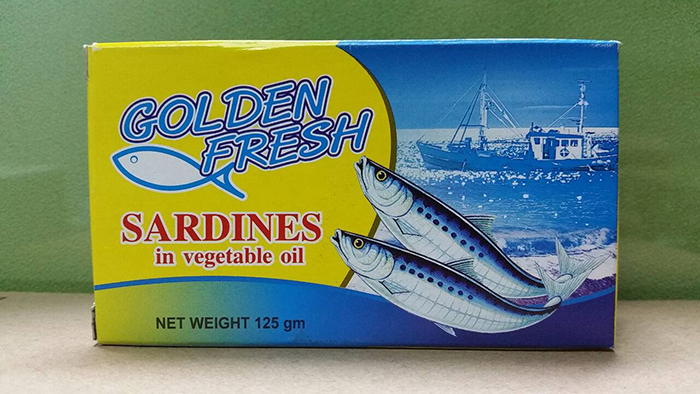 GOLDEN
FRESH
SARDINES
in vegetable oil
NET WEIGHT 125 gm